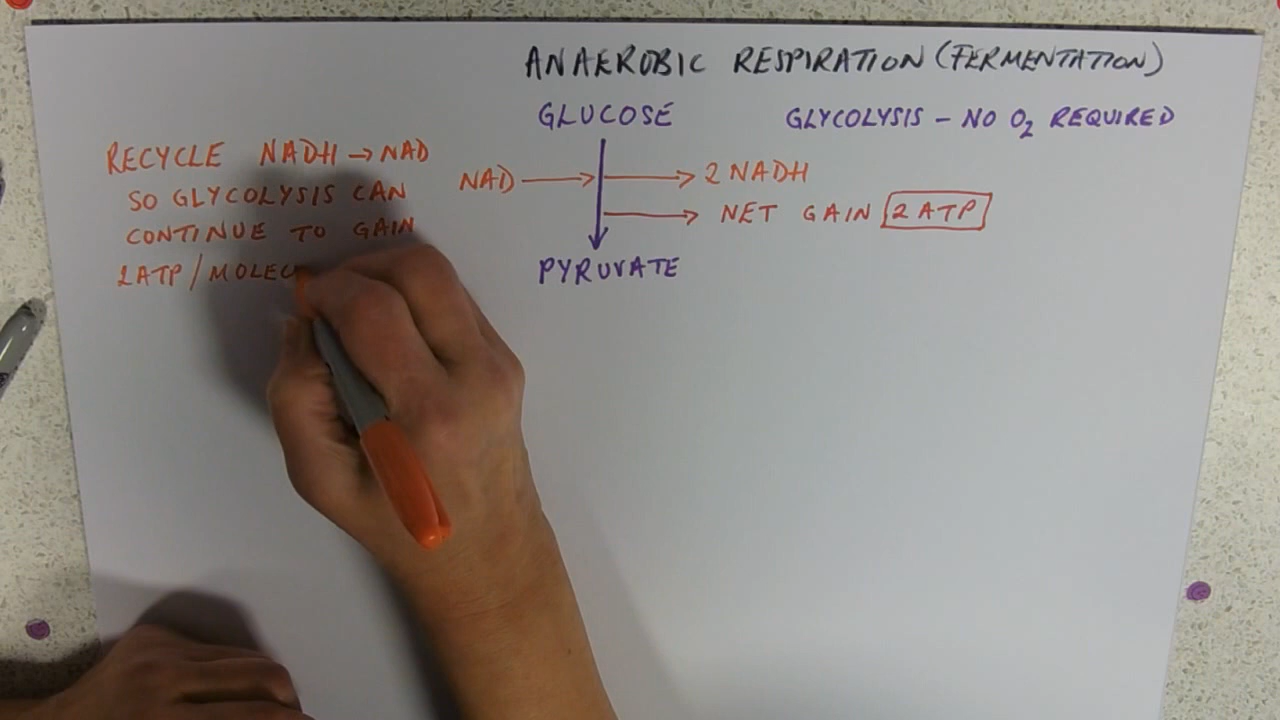 ANAEROBIC RESPIRATION (FERMENTATION)
GLUCOSE
GLYCOLYSIS - NO O₂ REQUIRED
RECYCLE NADH → NAD
SO GLYCOLYSIS CAN
CONTINUE TO GAIN
2ATP/MOLEC
NAD → → 2 NADH
→ NET GAIN 2 ATP
PYRUVATE